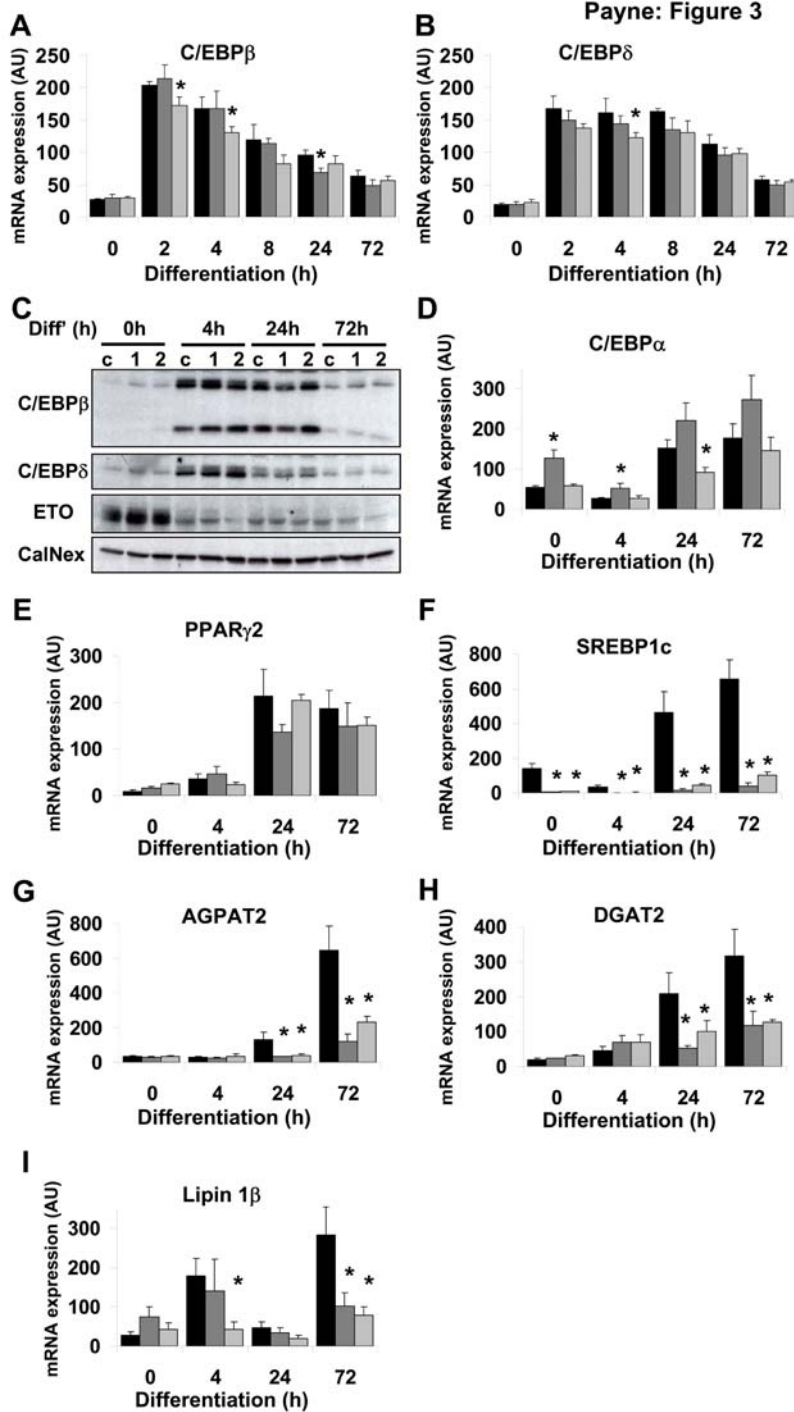 Payne: Figure 3
A
C/EBPβ
mRNA expression (AU)
250
200
150
100
50
0
* * *
0 2 4 8 24 72
Differentiation (h)
B
C/EBPδ
mRNA expression (AU)
250
200
150
100
50
0
*
0 2 4 8 24 72
Differentiation (h)
C
Diff' (h) 0h 4h 24h 72h
c 1 2 c 1 2 c 1 2 c 1 2
C/EBPβ
C/EBPδ
ETO
CalNex
D
C/EBPα
mRNA expression (AU)
300
200
100
0
* * *
0 4 24 72
Differentiation (h)
E
PPARγ2
mRNA expression (AU)
300
200
100
0
0 4 24 72
Differentiation (h)
F
SREBP1c
mRNA expression (AU)
800
600
400
200
0
* * * * * * * *
0 4 24 72
Differentiation (h)
G
AGPAT2
mRNA expression (AU)
800
600
400
200
0
* * * *
0 4 24 72
Differentiation (h)
H
DGAT2
mRNA expression (AU)
400
300
200
100
0
* * * *
0 4 24 72
Differentiation (h)
I
Lipin 1β
mRNA expression (AU)
300
200
100
0
* * *
0 4 24 72
Differentiation (h)